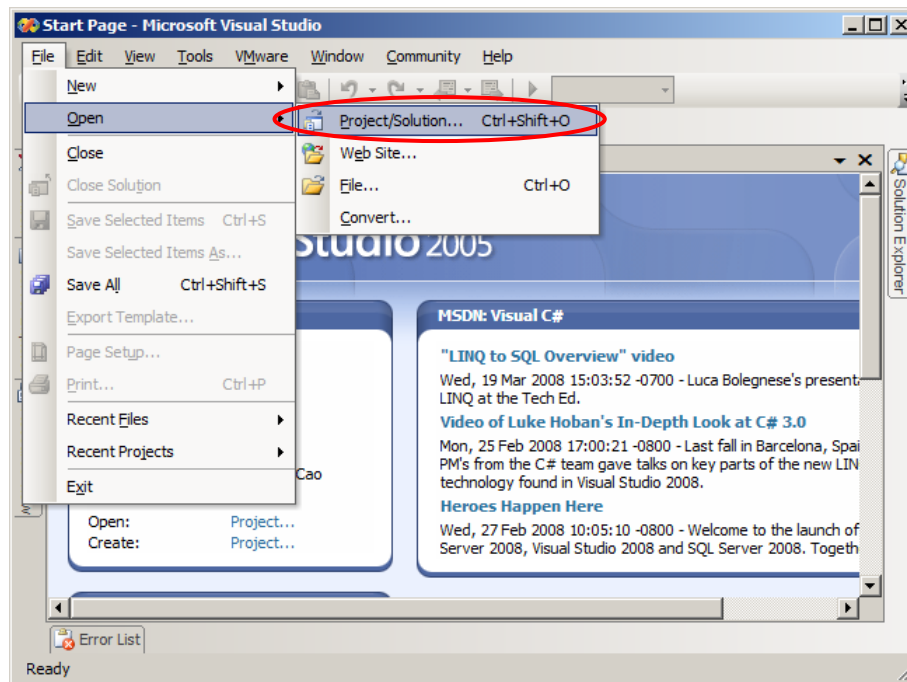 Start Page - Microsoft Visual Studio
File Edit View Tools VMware Window Community Help
New
Open
Project/Solution... Ctrl+Shift+O
Close
Web Site...
Close Solution
File... Ctrl+O
Save Selected Items Ctrl+S
Convert...
Save Selected Items As...
Studio 2005
Save All Ctrl+Shift+S
Export Template...
MSDN: Visual C#
Page Setup...
"LINQ to SQL Overview" video
Print... Ctrl+P
Wed, 19 Mar 2008 15:03:52 -0700 - Luca Bolegnese's present
LINQ at the Tech Ed.
Recent Files
Video of Luke Hoban's In-Depth Look at C# 3.0
Recent Projects
Mon, 25 Feb 2008 17:00:21 -0800 - Last fall in Barcelona, Spai
PM's from the C# team gave talks on key parts of the new LIN
Cao
technology found in Visual Studio 2008.
Exit
Heroes Happen Here
Open: Project...
Wed, 27 Feb 2008 10:05:10 -0800 - Welcome to the launch of
Create: Project...
Server 2008, Visual Studio 2008 and SQL Server 2008. Togeth
Solution Explorer
Error List
Ready